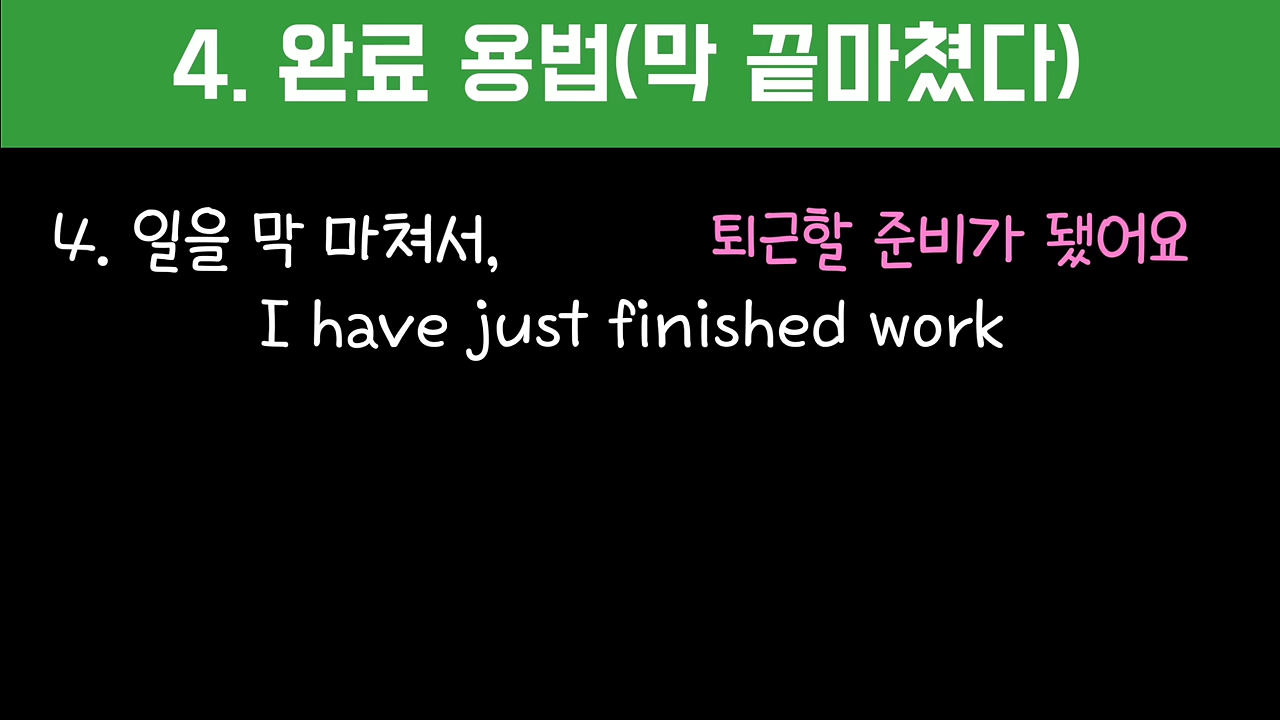 4. 완료 용법(막 끝마쳤다)
4. 일을 막 마쳐서, 퇴근할 준비가 됐어요
I have just finished work